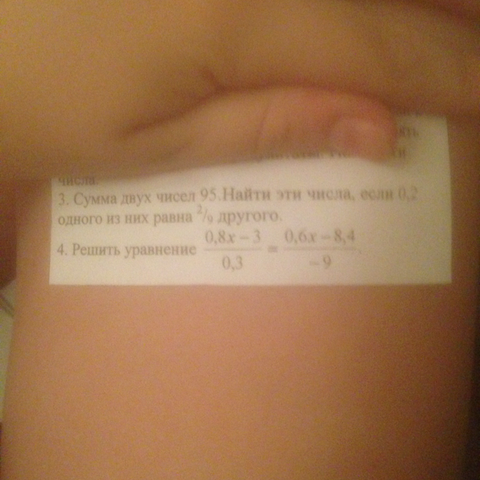 числа.
3. Сумма двух чисел 95.Найти эти числа, если 0,2
одного из них равна 2/9 другого.
4. Решить уравнение (0,8x – 3)/0,3 = (0,6x – 8,4)/–9.